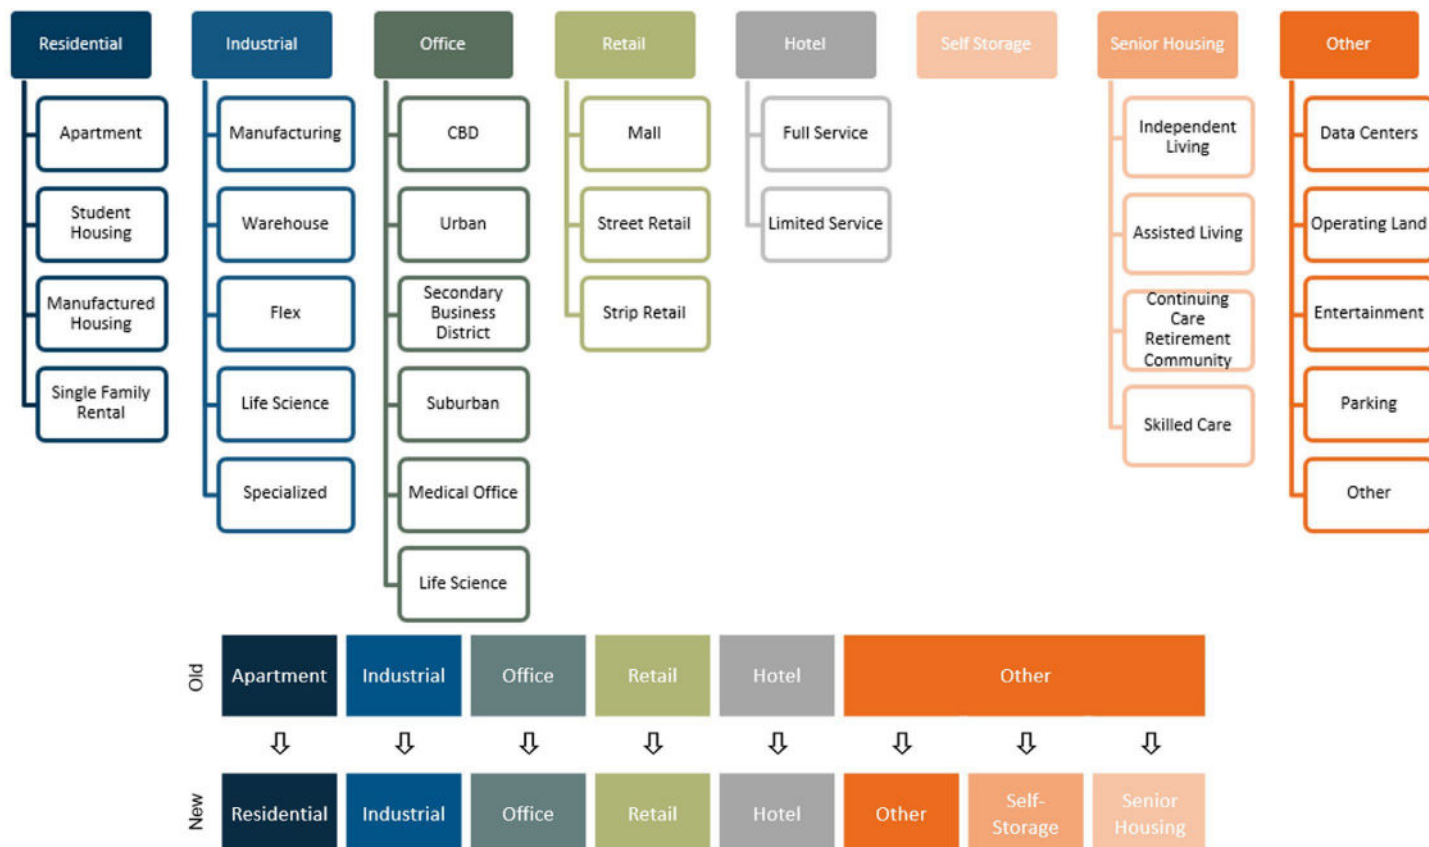 Residential
Industrial
Office
Retail
Hotel
Self Storage
Senior Housing
Other
Apartment
Student
Housing
Manufactured
Housing
Single Family
Rental
Manufacturing
Warehouse
Flex
Life Science
Specialized
CBD
Urban
Secondary
Business
District
Suburban
Medical Office
Life Science
Mall
Street Retail
Strip Retail
Full Service
Limited Service
Independent
Living
Assisted Living
Continuing
Care
Retirement
Community
Skilled Care
Data Centers
Operating Land
Entertainment
Parking
Other
Old
Apartment
Industrial
Office
Retail
Hotel
Other
New
Residential
Industrial
Office
Retail
Hotel
Other
Self-
Storage
Senior
Housing